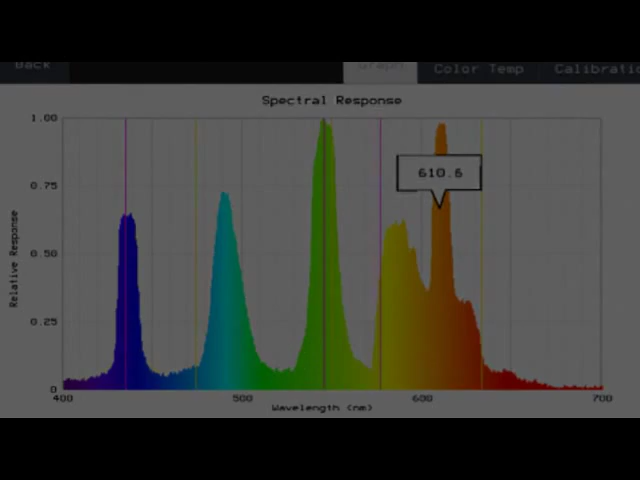 Back
Graph
Color Temp
Calibratio
Spectral Response
1.00
0.75
0.50
0.25
0
Relative Response
610.6
400
500
600
700
Wavelength (nm)